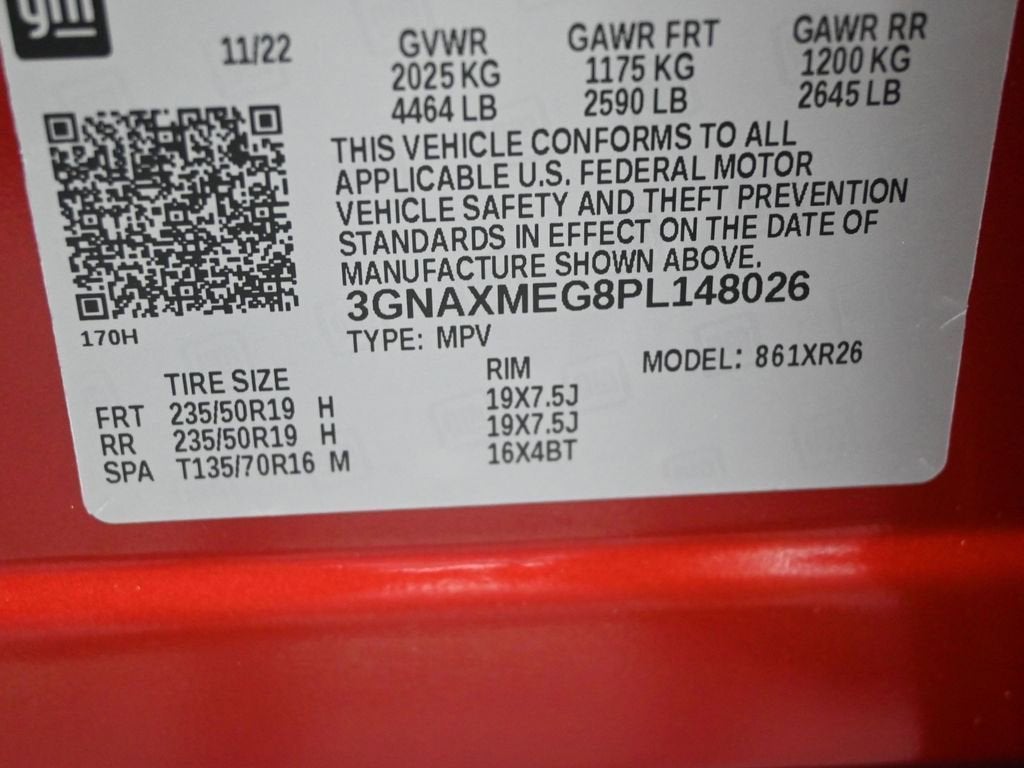 gm
11/22 GVWR GAWR FRT GAWR RR
2025 KG 1175 KG 1200 KG
4464 LB 2590 LB 2645 LB
THIS VEHICLE CONFORMS TO ALL
APPLICABLE U.S. FEDERAL MOTOR
VEHICLE SAFETY AND THEFT PREVENTION
STANDARDS IN EFFECT ON THE DATE OF
MANUFACTURE SHOWN ABOVE.
3GNAXMEG8PL148026
170H
TYPE: MPV
MODEL: 861XR26
TIRE SIZE RIM
FRT 235/50R19 H 19X7.5J
RR 235/50R19 H 19X7.5J
SPA T135/70R16 M 16X4BT